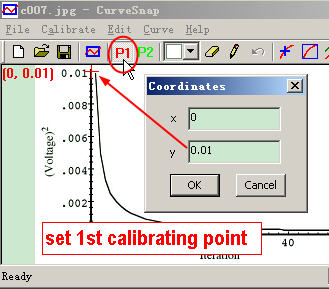 c007.jpg - CurveSnap
File Calibrate Edit Curve Help
P1 P2
(0, 0.01)
0.01
.008
.006
.004
.002
(Voltage)²
Coordinates
x 0
y 0.01
OK Cancel
set 1st calibrating point
40
Iteration
Ready